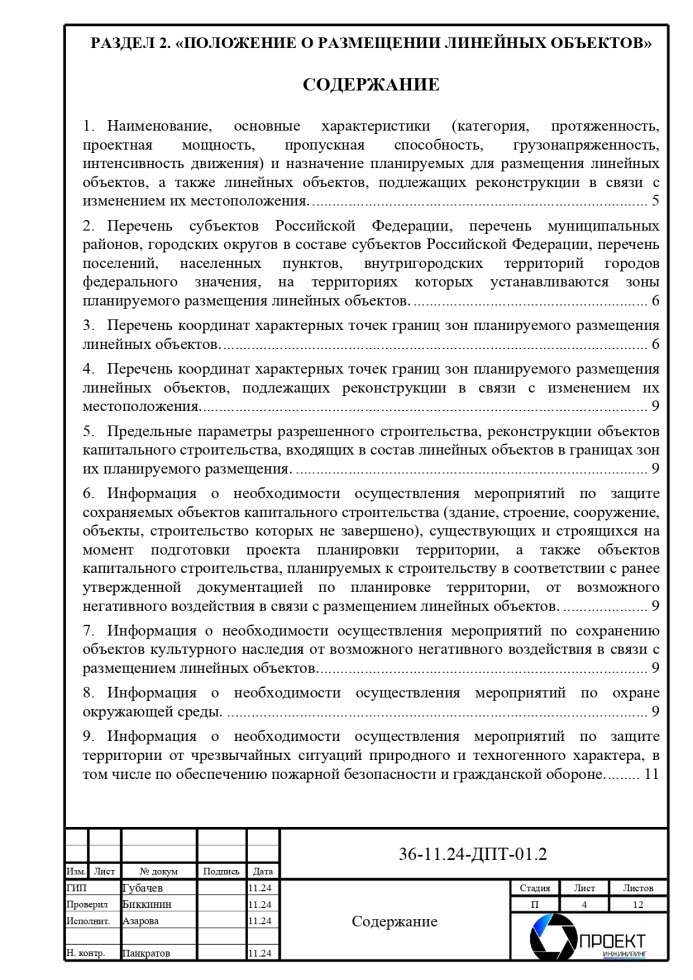 РАЗДЕЛ 2. «ПОЛОЖЕНИЕ О РАЗМЕЩЕНИИ ЛИНЕЙНЫХ ОБЪЕКТОВ»
СОДЕРЖАНИЕ
1. Наименование, основные характеристики (категория, протяженность,
проектная мощность, пропускная способность, грузонапряженность,
интенсивность движения) и назначение планируемых для размещения линейных
объектов, а также линейных объектов, подлежащих реконструкции в связи с
изменением их местоположения. ........ 5
2. Перечень субъектов Российской Федерации, перечень муниципальных
районов, городских округов в составе субъектов Российской Федерации, перечень
поселений, населенных пунктов, внутригородских территорий городов
федерального значения, на территориях которых устанавливаются зоны
планируемого размещения линейных объектов. ........ 6
3. Перечень координат характерных точек границ зон планируемого размещения
линейных объектов. ........ 6
4. Перечень координат характерных точек границ зон планируемого размещения
линейных объектов, подлежащих реконструкции в связи с изменением их
местоположения. ........ 9
5. Предельные параметры разрешенного строительства, реконструкции объектов
капитального строительства, входящих в состав линейных объектов в границах зон
их планируемого размещения. ........ 9
6. Информация о необходимости осуществления мероприятий по защите
сохраняемых объектов капитального строительства (здание, строение, сооружение,
объекты, строительство которых не завершено), существующих и строящихся на
момент подготовки проекта планировки территории, а также объектов
капитального строительства, планируемых к строительству в соответствии с ранее
утвержденной документацией по планировке территории, от возможного
негативного воздействия в связи с размещением линейных объектов. ........ 9
7. Информация о необходимости осуществления мероприятий по сохранению
объектов культурного наследия от возможного негативного воздействия в связи с
размещением линейных объектов. ........ 9
8. Информация о необходимости осуществления мероприятий по охране
окружающей среды. ........ 9
9. Информация о необходимости осуществления мероприятий по защите
территории от чрезвычайных ситуаций природного и техногенного характера, в
том числе по обеспечению пожарной безопасности и гражданской обороне. ........ 11
36-11.24-ДПТ-01.2
Изм. Лист № докум Подпись Дата
ГИП Губачев 11.24
Проверил Биккинин 11.24
Исполнит. Азарова 11.24
Н. контр. Панкратов 11.24
Содержание
Стадия Лист Листов
П 4 12
ПРОЕКТ
ИНЖИНИРИНГ